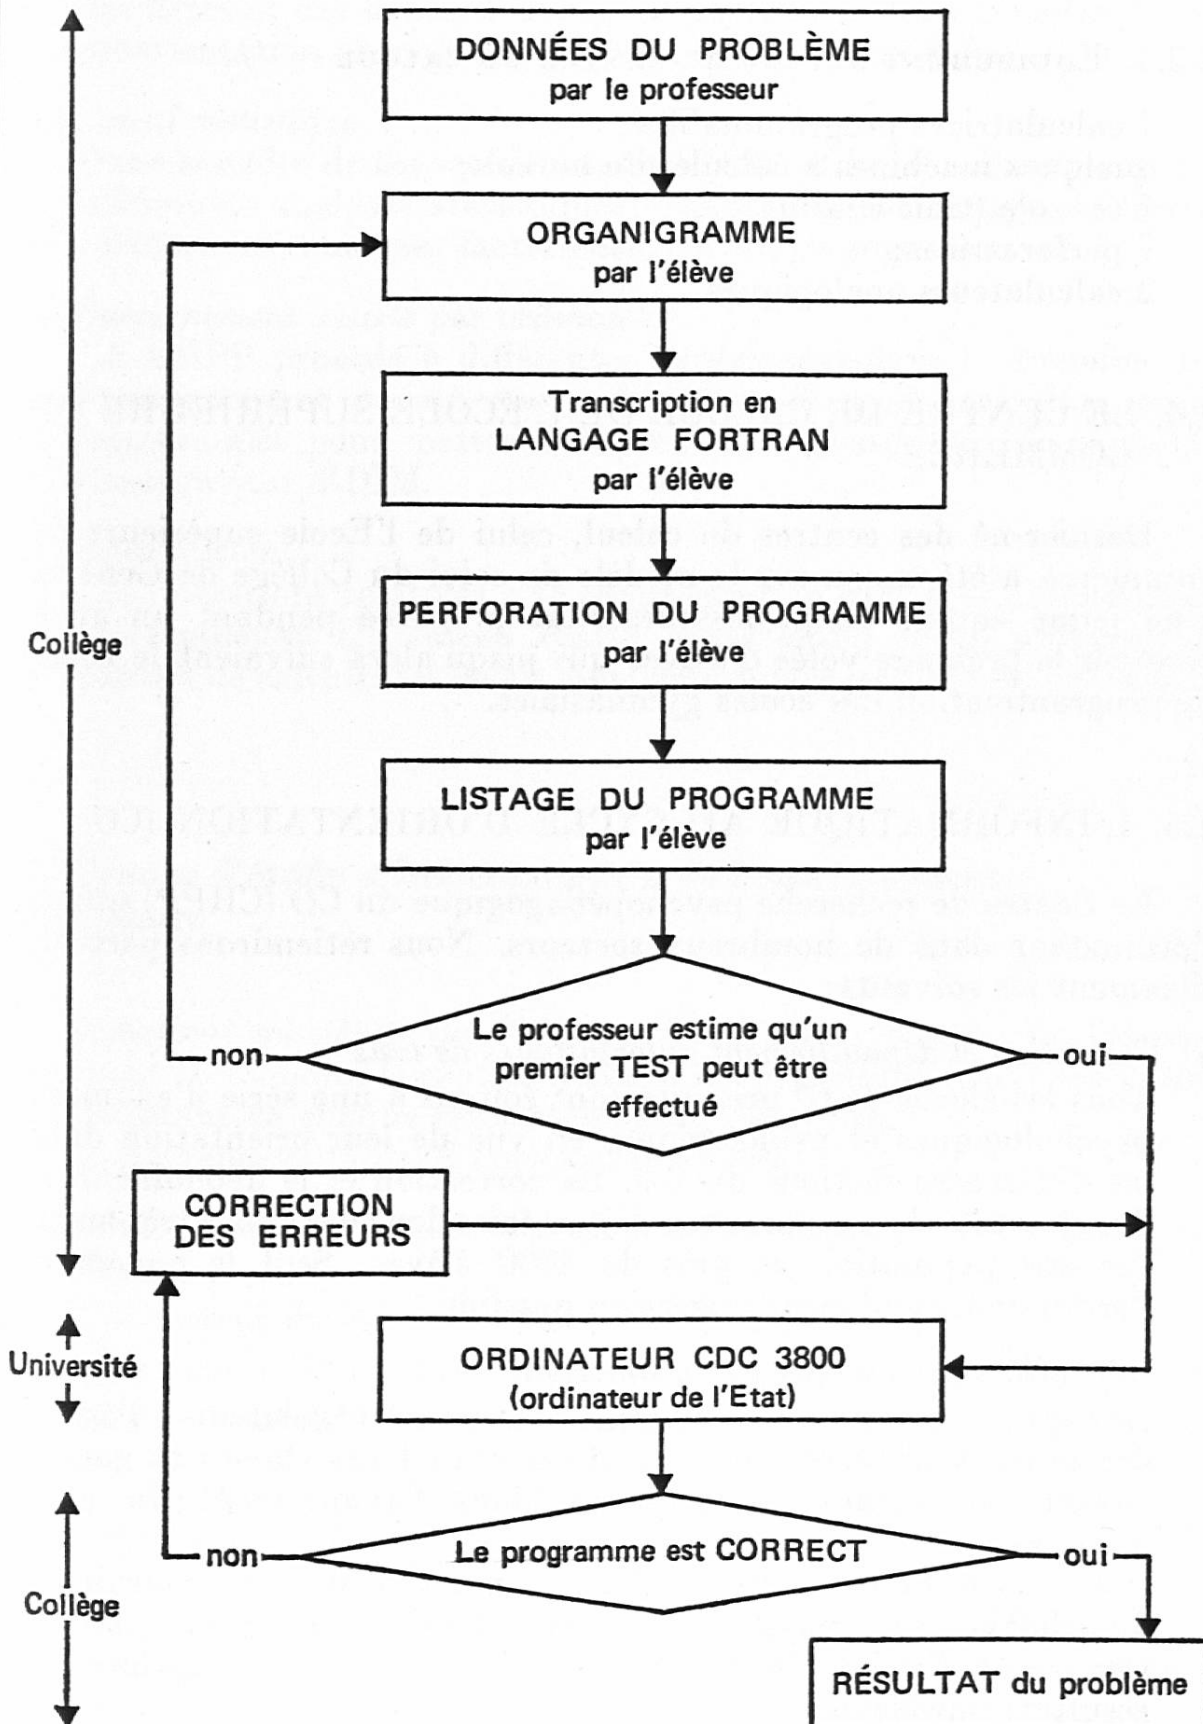 DONNÉES DU PROBLÈME
par le professeur
ORGANIGRAMME
par l'élève
Transcription en
LANGAGE FORTRAN
par l'élève
PERFORATION DU PROGRAMME
par l'élève
Collège
LISTAGE DU PROGRAMME
par l'élève
Le professeur estime qu'un
premier TEST peut être
effectué
non
oui
CORRECTION
DES ERREURS
Université
ORDINATEUR CDC 3800
(ordinateur de l'Etat)
Le programme est CORRECT
non
oui
Collège
RÉSULTAT du problème